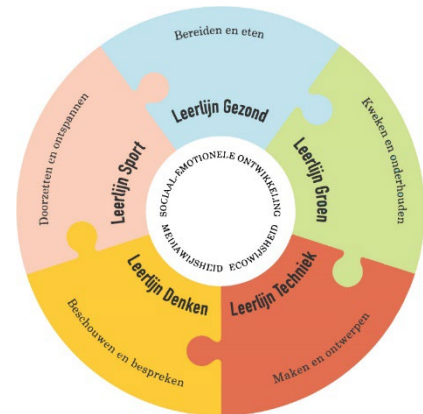 Bereiden en eten
Leerlijn Gezond
Kweken en onderhouden
Leerlijn Groen
Maken en ontwerpen
Leerlijn Techniek
Beschouwen en bespreken
Leerlijn Denken
Doorzetten en ontspannen
Leerlijn Sport
SOCIAAL-EMOTIONELE ONTWIKKELING
MEDIAWIJSHEID ECOWIJSHEID